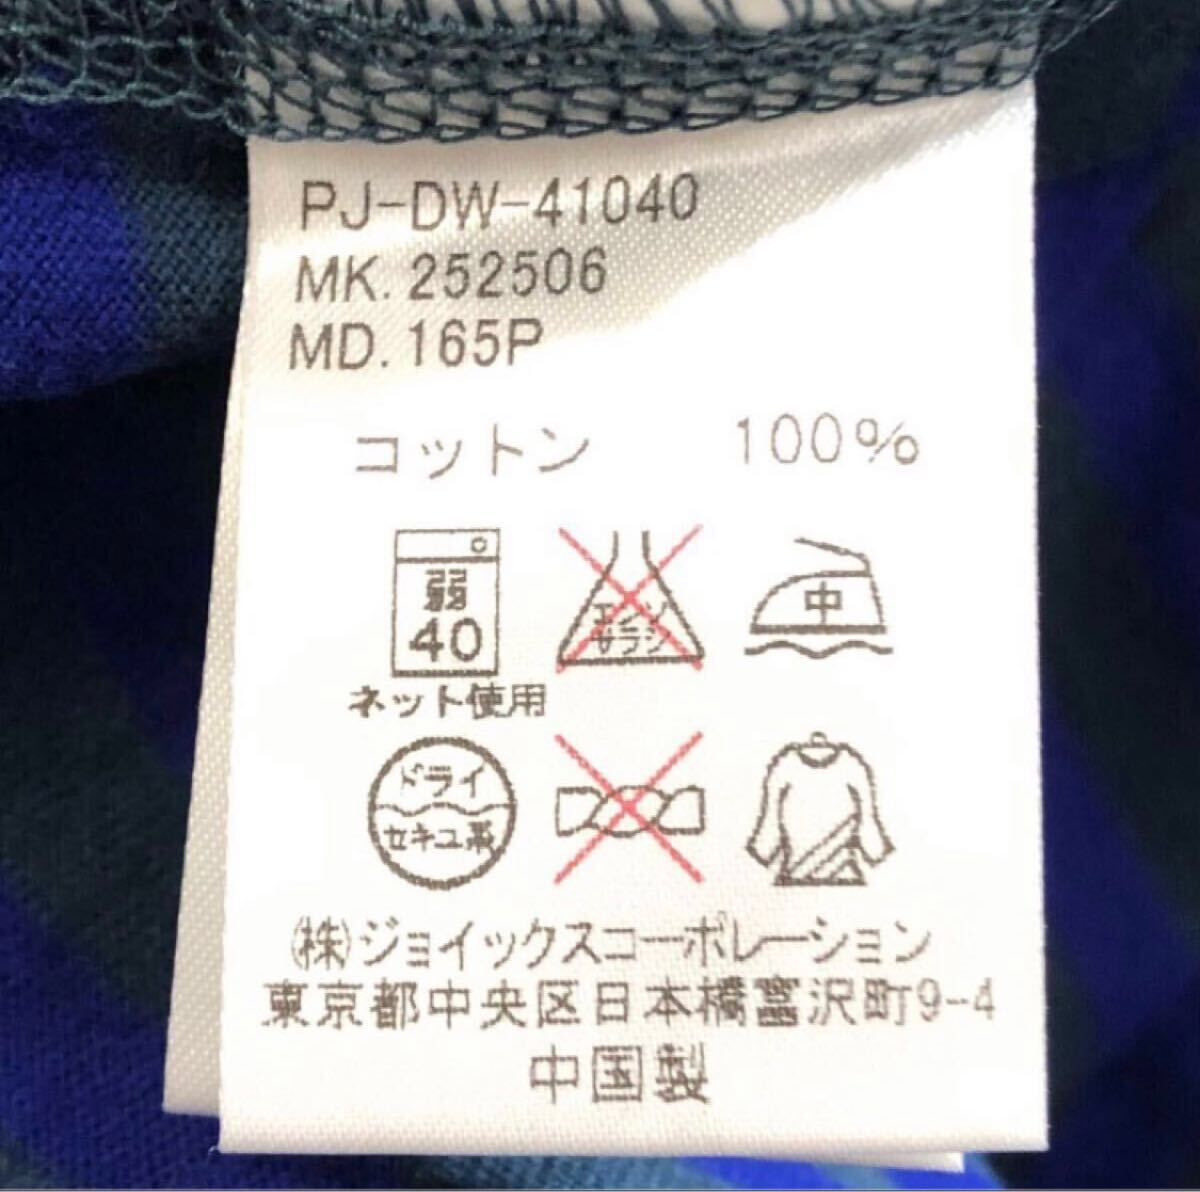 PJ-DW-41040
MK. 252506
MD. 165P
コットン 100%
弱
40
エンソ
サラシ
中
ネット使用
ドライ
セキユ系
(株)ジョイックスコーポレーション
東京都中央区日本橋富沢町9-4
中国製